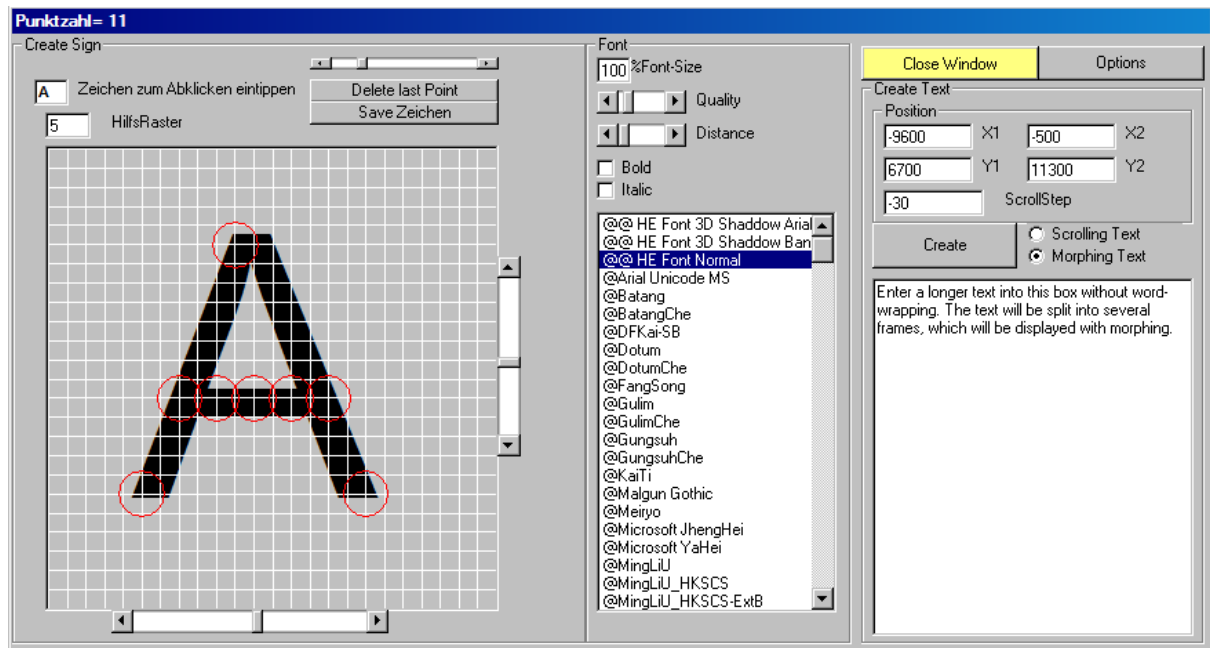 Punktzahl= 11
Create Sign
A
Zeichen zum Abklicken eintippen
5
HilfsRaster
Delete last Point
Save Zeichen
A
Font
100 %Font-Size
Quality
Distance
Bold
Italic
@@ HE Font 3D Shaddow Arial
@@ HE Font 3D Shaddow Ban
@@ HE Font Normal
@Arial Unicode MS
@Batang
@BatangChe
@DFKai-SB
@Dotum
@DotumChe
@FangSong
@Gulim
@GulimChe
@Gungsuh
@GungsuhChe
@KaiTi
@Malgun Gothic
@Meiryo
@Microsoft JhengHei
@Microsoft YaHei
@MingLiU
@MingLiU_HKSCS
@MingLiU_HKSCS-ExtB
Close Window
Options
Create Text
Position
-9600 X1 -500 X2
6700 Y1 11300 Y2
-30 ScrollStep
Create
Scrolling Text
Morphing Text
Enter a longer text into this box without word-
wrapping. The text will be split into several
frames, which will be displayed with morphing.